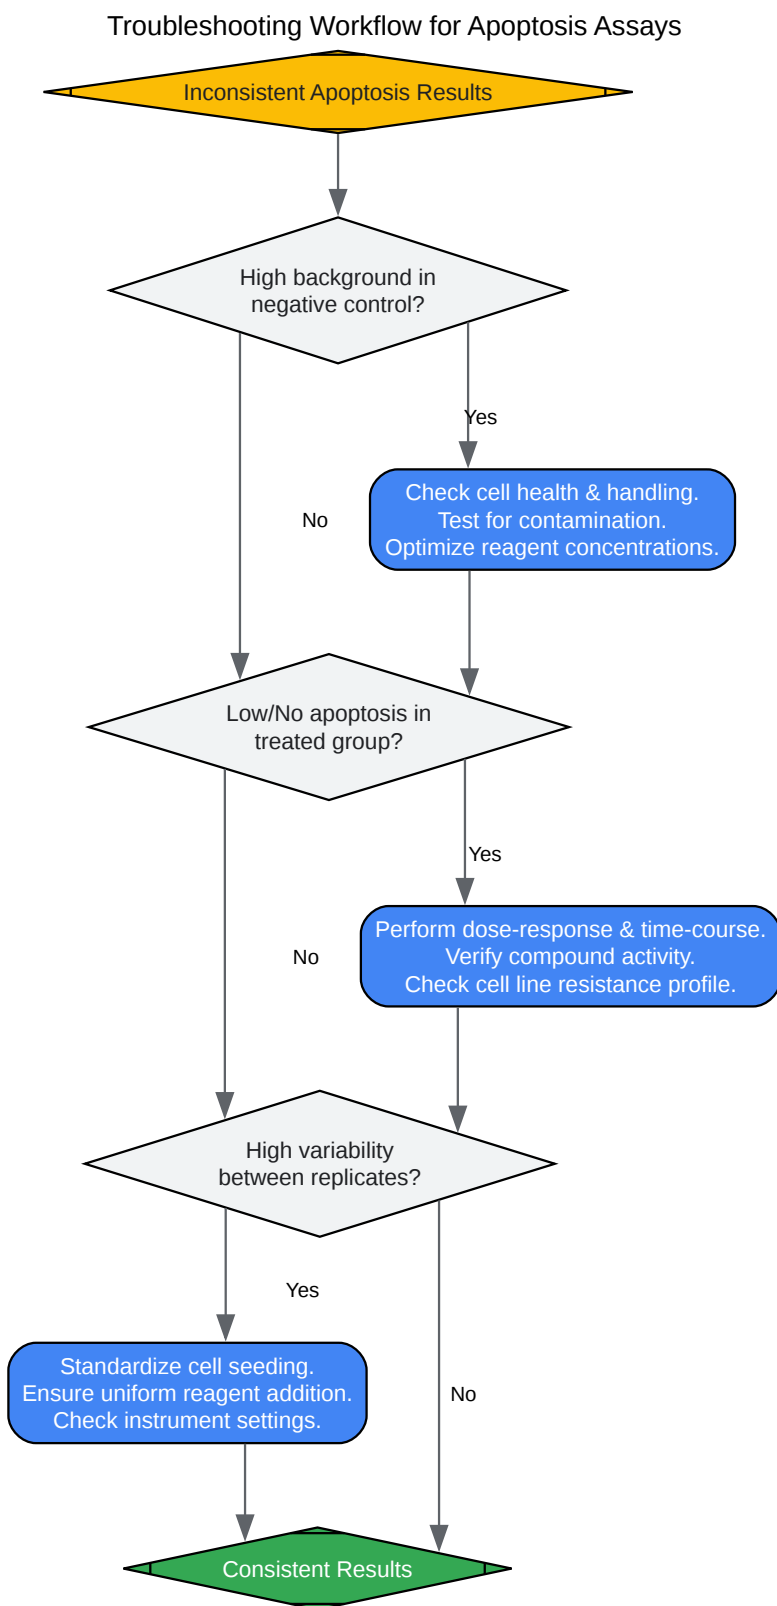 Troubleshooting Workflow for Apoptosis Assays
Inconsistent Apoptosis Results
High background in
negative control?
Yes
Check cell health & handling.
Test for contamination.
Optimize reagent concentrations.
No
Low/No apoptosis in
treated group?
Yes
Perform dose-response & time-course.
Verify compound activity.
Check cell line resistance profile.
No
High variability
between replicates?
Yes
Standardize cell seeding.
Ensure uniform reagent addition.
Check instrument settings.
No
Consistent Results